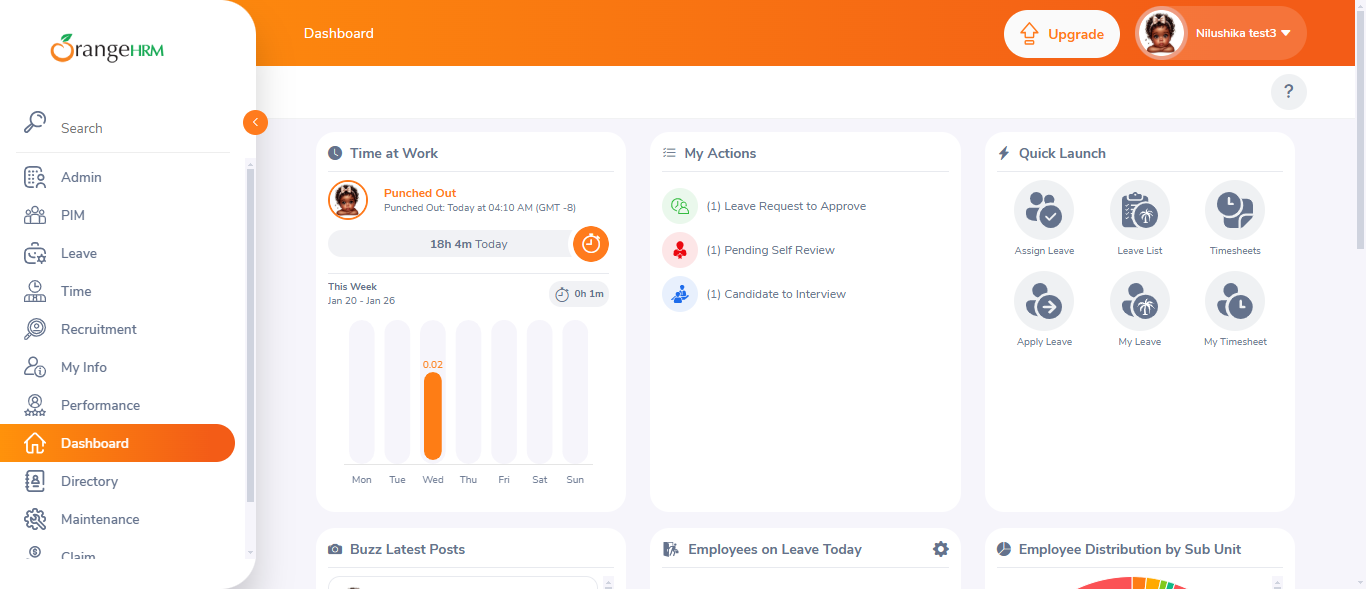 OrangeHRM
Search
Admin
PIM
Leave
Time
Recruitment
My Info
Performance
Dashboard
Directory
Maintenance
Claim
Dashboard
Upgrade
Nilushika test3
?
Time at Work
Punched Out
Punched Out: Today at 04:10 AM (GMT -8)
18h 4m Today
This Week
Jan 20 - Jan 26
0h 1m
0.02
Mon Tue Wed Thu Fri Sat Sun
My Actions
(1) Leave Request to Approve
(1) Pending Self Review
(1) Candidate to Interview
Quick Launch
Assign Leave Leave List Timesheets
Apply Leave My Leave My Timesheet
Buzz Latest Posts
Employees on Leave Today
Employee Distribution by Sub Unit